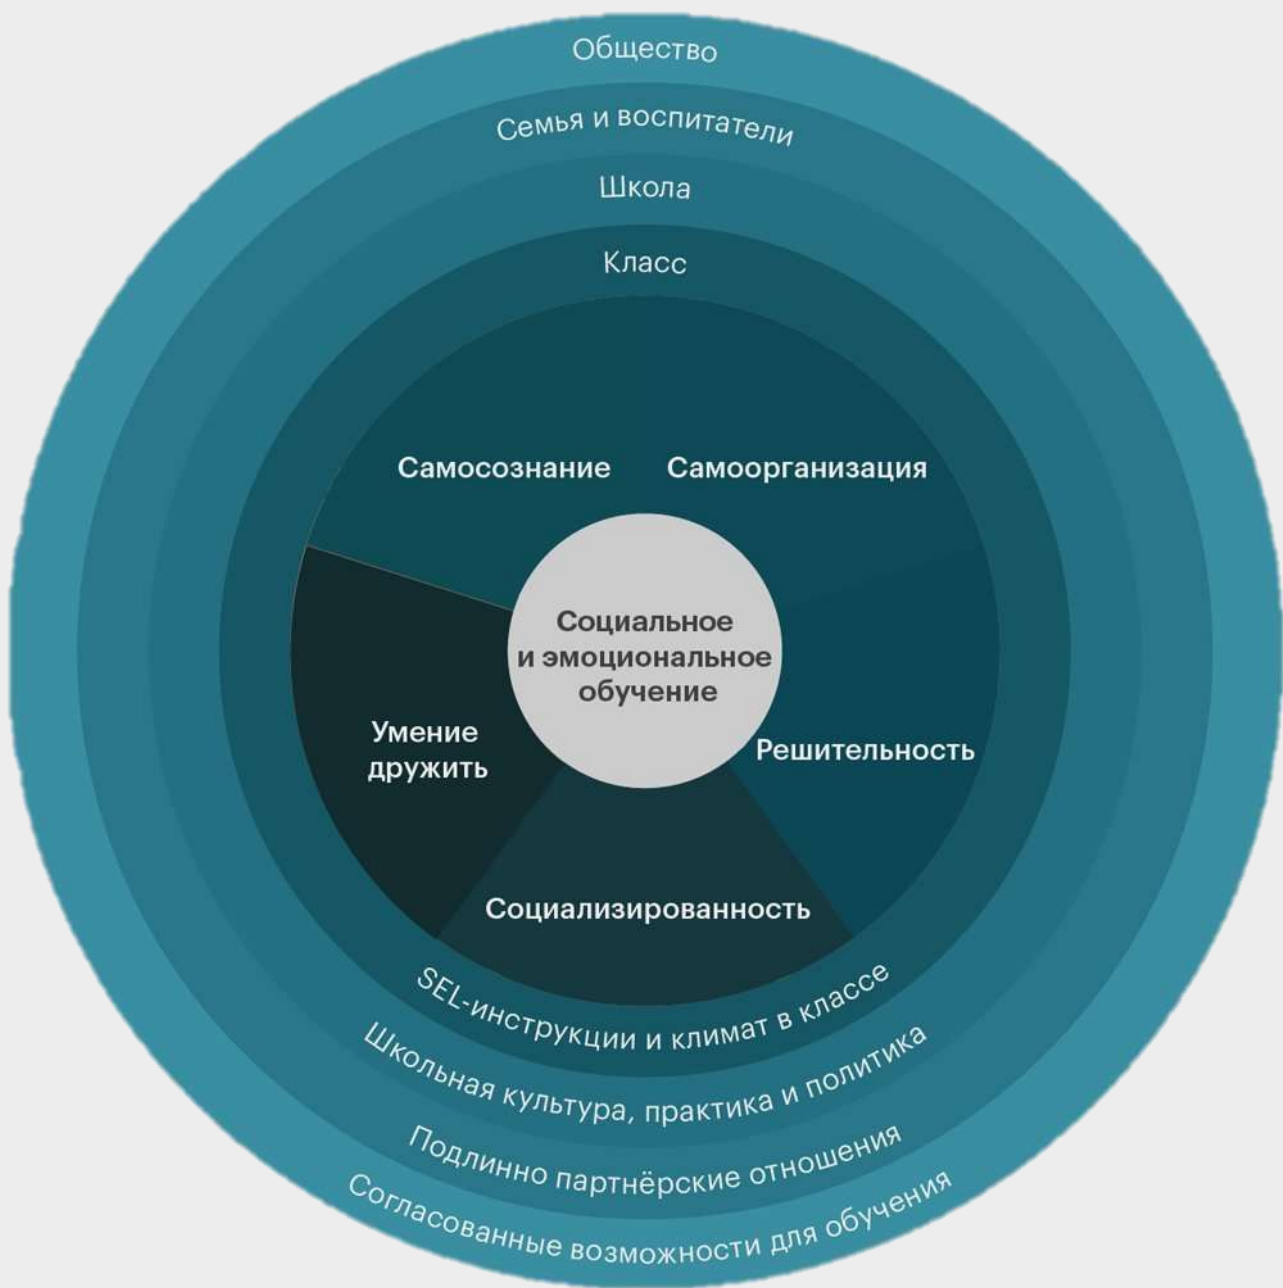 Общество
Семья и воспитатели
Школа
Класс
Самосознание
Самоорганизация
Социальное
и эмоциональное
обучение
Умение
дружить
Решительность
Социализированность
SEL-инструкции и климат в классе
Школьная культура, практика и политика
Подлинно партнёрские отношения
Согласованные возможности для обучения